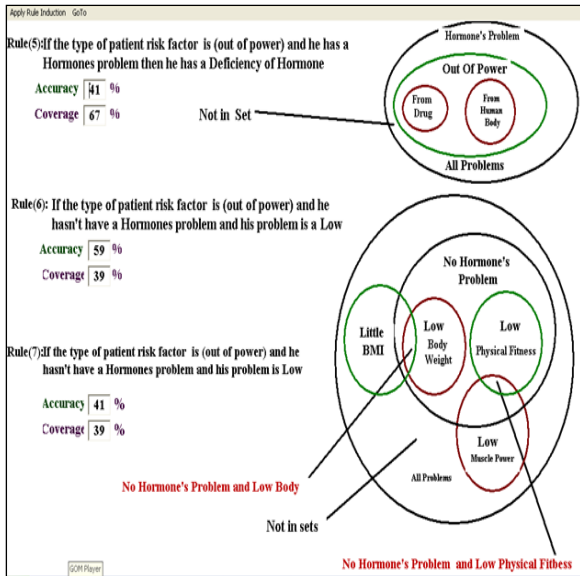 Apply Rule Induction GoTo
Rule(5):If the type of patient risk factor is (out of power) and he has a
Hormones problem then he has a Deficiency of Hormone
Accuracy 41 %
Coverage 67 %
Not in Set
Hormone's Problem
Out Of Power
From
Drug
From
Human
Body
All Problems
Rule(6): If the type of patient risk factor is (out of power) and he
hasn't have a Hormones problem and his problem is a Low
Accuracy 59 %
Coverage 39 %
Rule(7):If the type of patient risk factor is (out of power) and he
hasn't have a Hormones problem and his problem is Low
Accuracy 41 %
Coverage 39 %
No Hormone's
Problem
Little
BMI
Low
Body
Weight
Low
Physical Fitness
Low
Muscle Power
All Problems
No Hormone's Problem and Low Body
Not in sets
No Hormone's Problem and Low Physical Fitbess
GOM Player